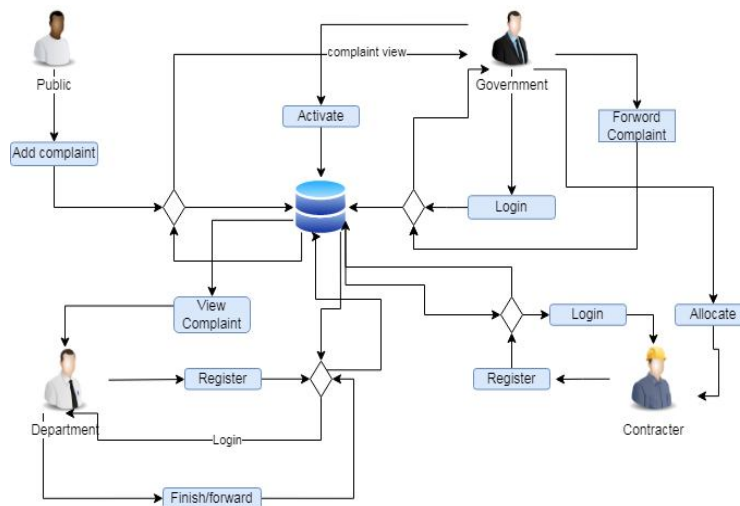 complaint view
Public
Government
Activate
Forword
Complaint
Add complaint
Login
View
Complaint
Login
Allocate
Register
Register
Department
Login
Contracter
Finish/forward